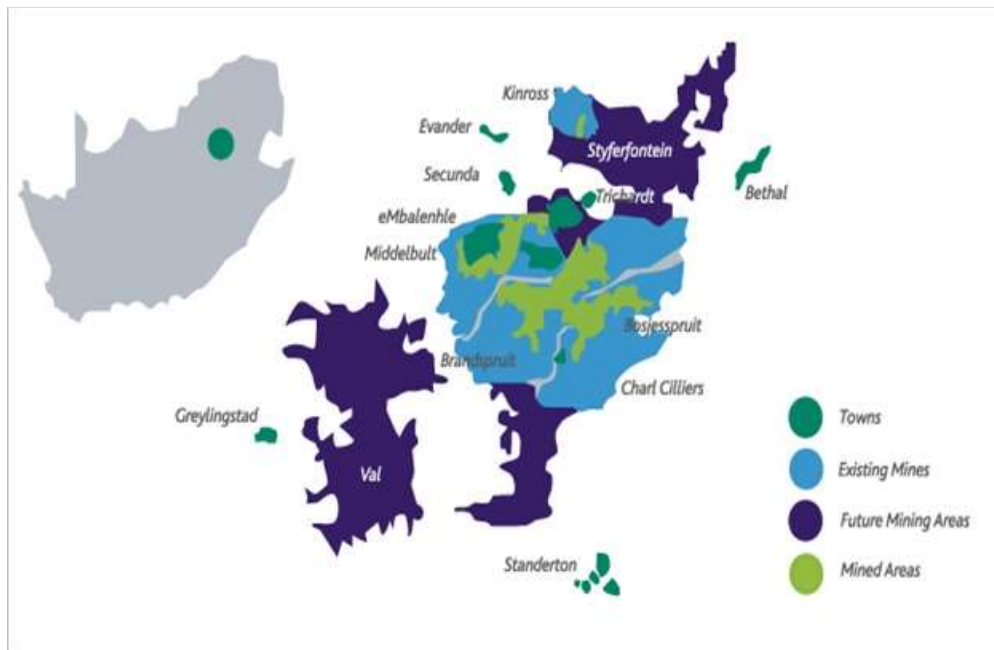 Kinross
Evander
Styferfontein
Secunda
Trichardt
Bethal
eMbalenhle
Middelbult
Bosjesspruit
Brandspruit
Charl Cilliers
Greylingstad
Val
Standerton
Towns
Existing Mines
Future Mining Areas
Mined Areas